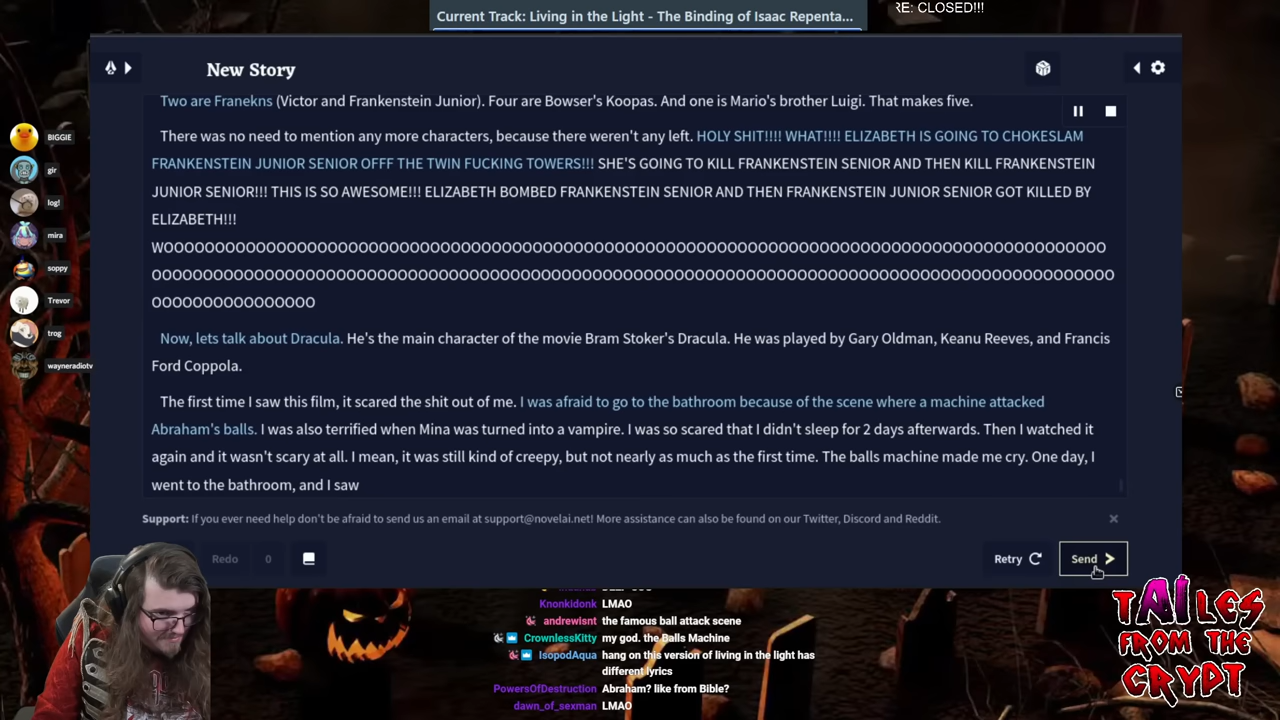 Current Track: Living in the Light - The Binding of Isaac Repenta...
RE: CLOSED!!!
New Story
Two are Franekns (Victor and Frankenstein Junior). Four are Bowser's Koopas. And one is Mario's brother Luigi. That makes five.
There was no need to mention any more characters, because there weren't any left. HOLY SHIT!!!! WHAT!!!! ELIZABETH IS GOING TO CHOKESLAM
FRANKENSTEIN JUNIOR SENIOR OFFF THE TWIN FUCKING TOWERS!!! SHE'S GOING TO KILL FRANKENSTEIN SENIOR AND THEN KILL FRANKENSTEIN
JUNIOR SENIOR!!! THIS IS SO AWESOME!!! ELIZABETH BOMBED FRANKENSTEIN SENIOR AND THEN FRANKENSTEIN JUNIOR SENIOR GOT KILLED BY
ELIZABETH!!!
WOOOOOOOOOOOOOOOOOOOOOOOOOOOOOOOOOOOOOOOOOOOOOOOOOOOOOOOOOOOOOOOOOOOOOOOOOOOOOOOOOOOOOOOOO
OOOOOOOOOOOOOOOOOOOOOOOOOOOOOOOOOOOOOOOOOOOOOOOOOOOOOOOOOOOOOOOOOOOOOOOOOOOOOOOOOOOOOOOOOOO
OOOOOOOOOOOOOOO
Now, lets talk about Dracula. He's the main character of the movie Bram Stoker's Dracula. He was played by Gary Oldman, Keanu Reeves, and Francis
Ford Coppola.
The first time I saw this film, it scared the shit out of me. I was afraid to go to the bathroom because of the scene where a machine attacked
Abraham's balls. I was also terrified when Mina was turned into a vampire. I was so scared that I didn't sleep for 2 days afterwards. Then I watched it
again and it wasn't scary at all. I mean, it was still kind of creepy, but not nearly as much as the first time. The balls machine made me cry. One day, I
went to the bathroom, and I saw
Support: If you ever need help don't be afraid to send us an email at support@novelai.net! More assistance can also be found on our Twitter, Discord and Reddit.
Redo 0
Retry
Send
BIGGIE
gir
log!
mira
soppy
Trevor
trog
wayneradiotv
Knonkidonk LMAO
andrewisnt the famous ball attack scene
CrownlessKitty my god. the Balls Machine
IsopodAqua hang on this version of living in the light has
different lyrics
PowersOfDestruction Abraham? like from Bible?
dawn_of_sexman LMAO
TAILES
FROM THE
CRYPT